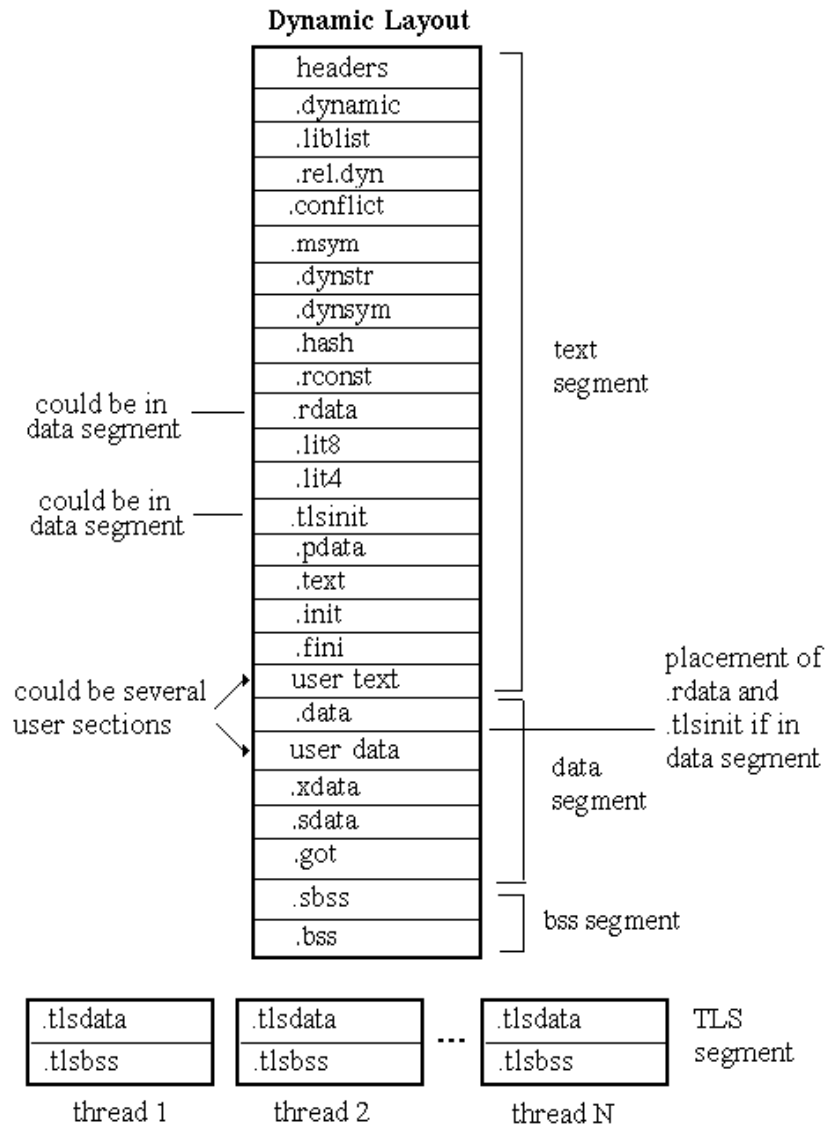 Dynamic Layout
headers
.dynamic
.liblist
.rel.dyn
.conflict
.msym
.dynstr
.dynsym
.hash
.rconst
.rdata
.lit8
.lit4
.tlsinit
.pdata
.text
.init
.fini
user text
.data
user data
.xdata
.sdata
.got
.sbss
.bss
could be in
data segment
could be in
data segment
could be several
user sections
text
segment
placement of
.rdata and
.tlsinit if in
data segment
data
segment
bss segment
.tlsdata
.tlsbss
thread 1
.tlsdata
.tlsbss
thread 2
...
.tlsdata
.tlsbss
thread N
TLS
segment